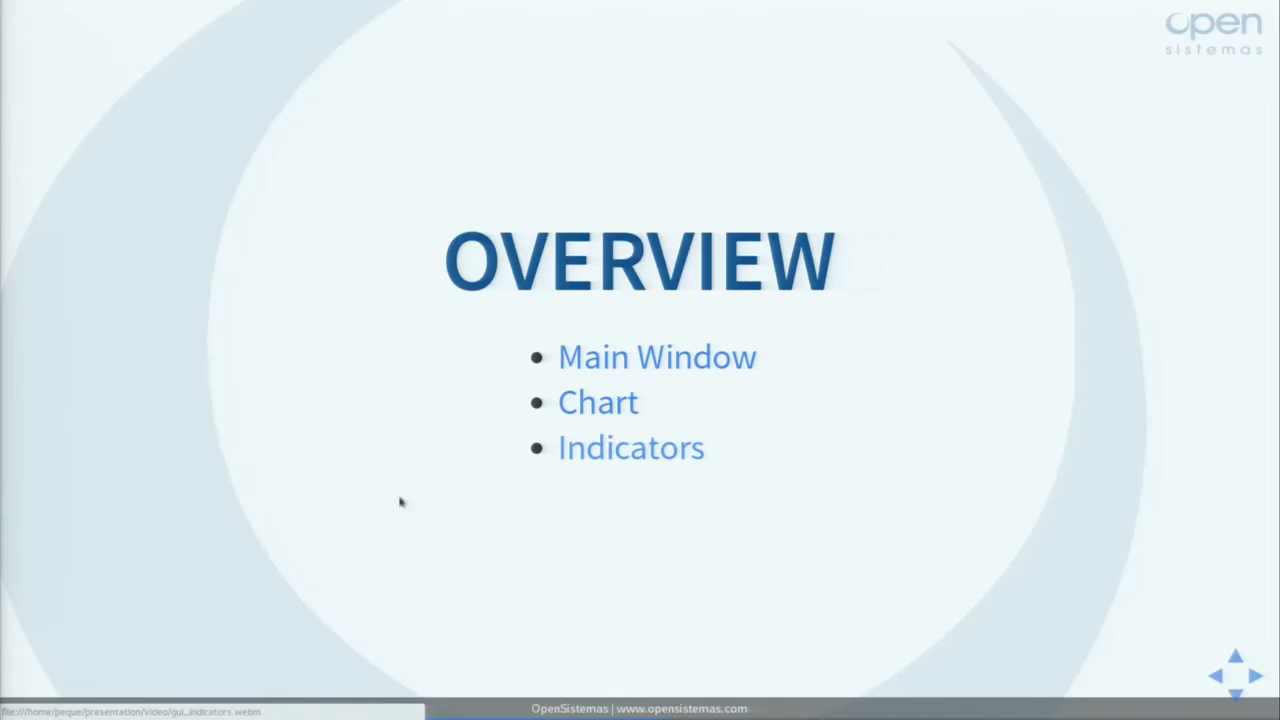 open
sistemas
OVERVIEW
Main Window
Chart
Indicators
file:///home/peque/presentation/video/gui_indicators.webm
OpenSistemas | www.opensistemas.com